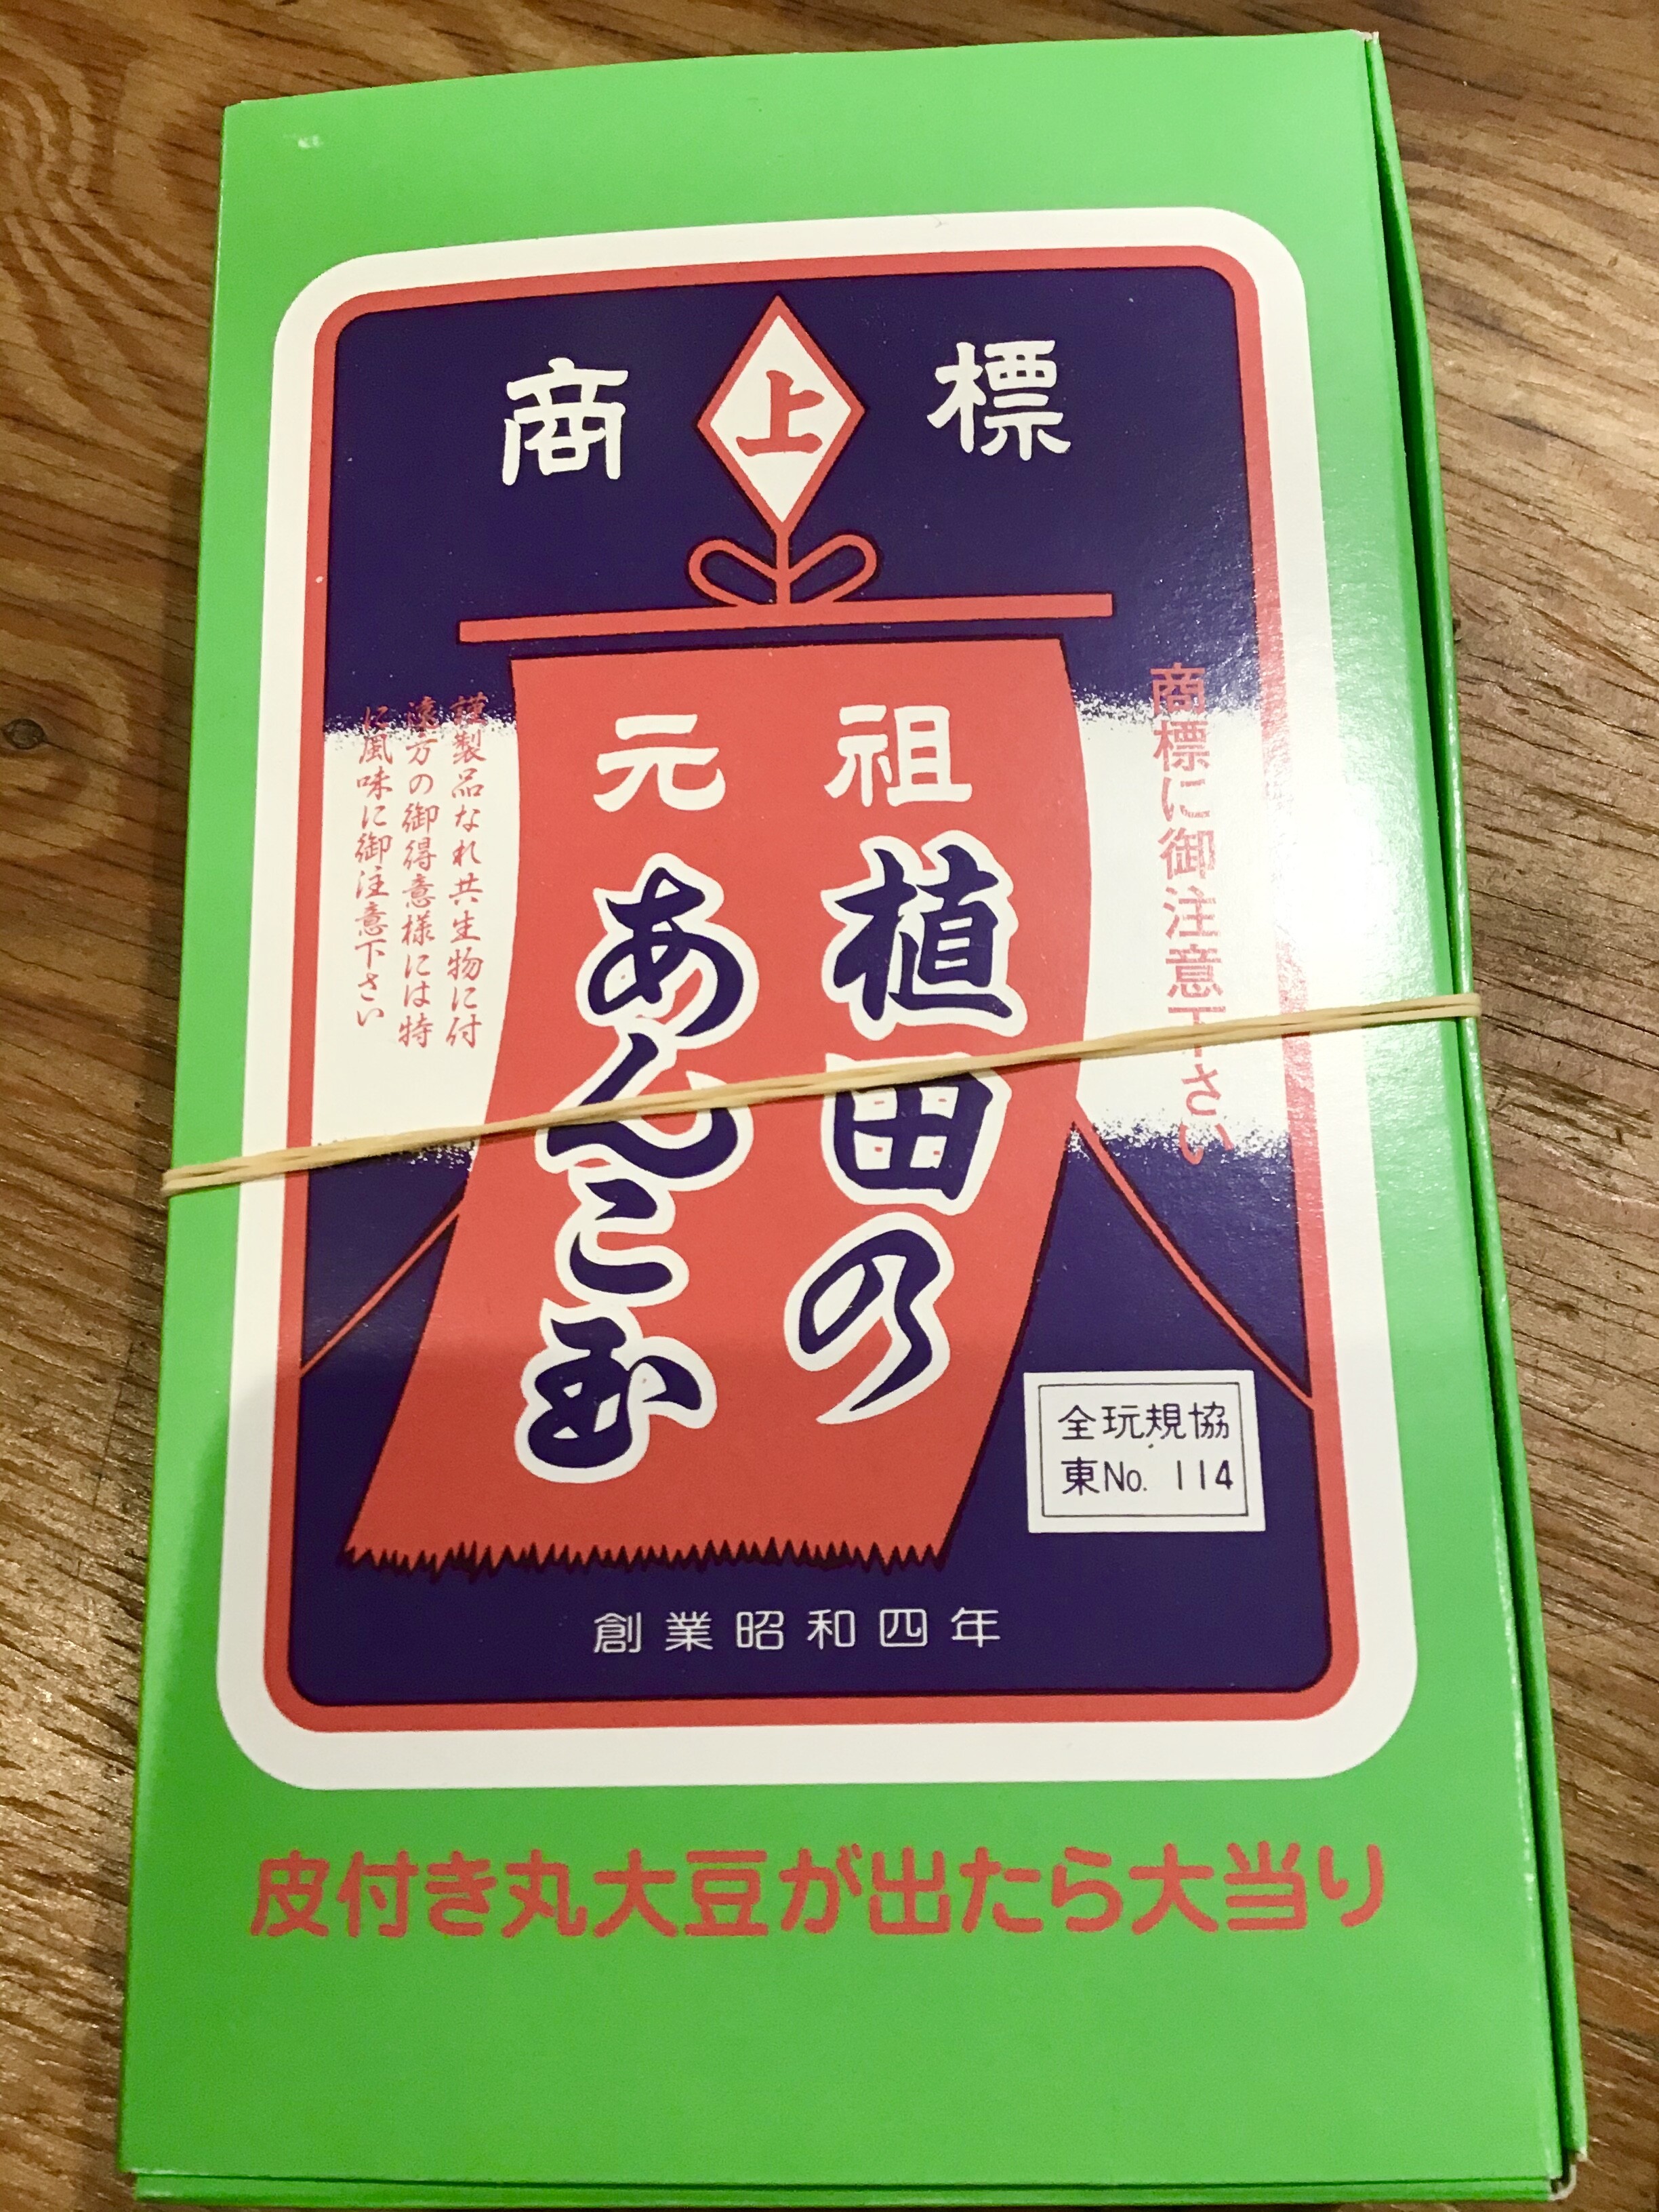 商 上 標
元祖
植田の
あんこ玉
商標に御注意下さい
謹製品なれ共生物に付
遠方の御得意様には特
に風味に御注意下さい
全玩規協
東No. 114
創業昭和四年
皮付き丸大豆が出たら大当り